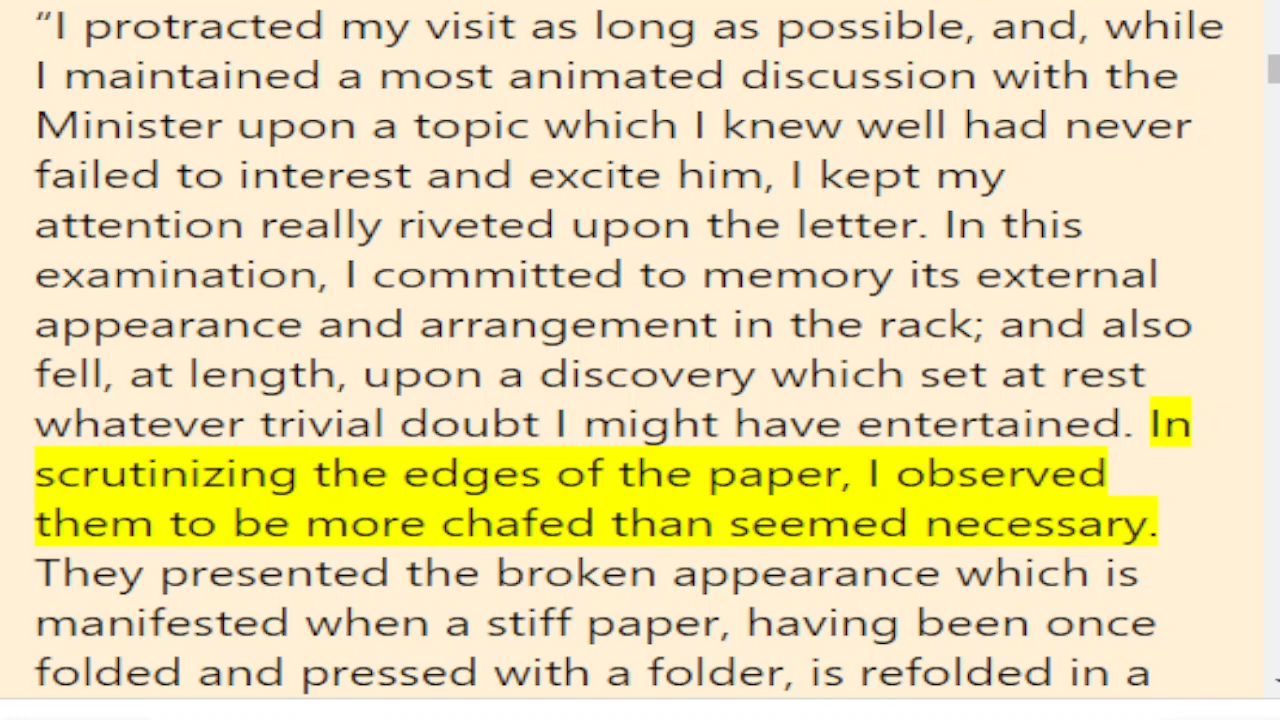 “I protracted my visit as long as possible, and, while
I maintained a most animated discussion with the
Minister upon a topic which I knew well had never
failed to interest and excite him, I kept my
attention really riveted upon the letter. In this
examination, I committed to memory its external
appearance and arrangement in the rack; and also
fell, at length, upon a discovery which set at rest
whatever trivial doubt I might have entertained. In
scrutinizing the edges of the paper, I observed
them to be more chafed than seemed necessary.
They presented the broken appearance which is
manifested when a stiff paper, having been once
folded and pressed with a folder, is refolded in a